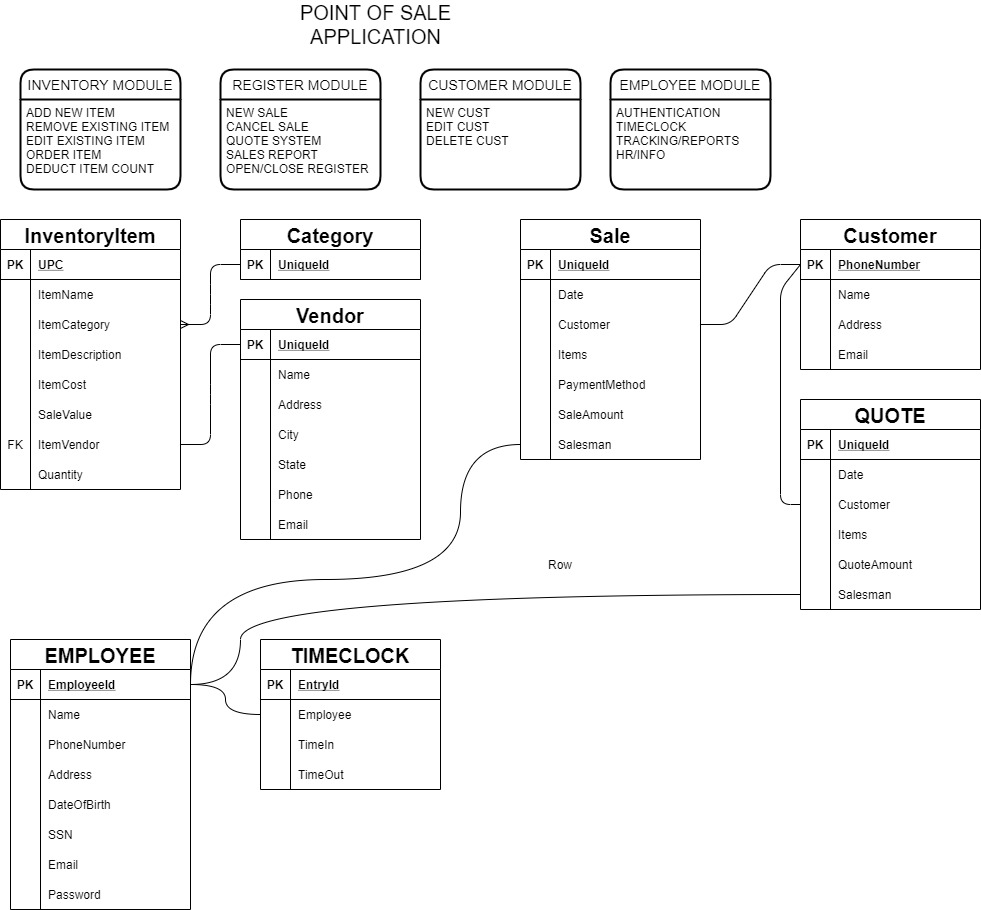 POINT OF SALE
APPLICATION
INVENTORY MODULE
ADD NEW ITEM
REMOVE EXISTING ITEM
EDIT EXISTING ITEM
ORDER ITEM
DEDUCT ITEM COUNT
REGISTER MODULE
NEW SALE
CANCEL SALE
QUOTE SYSTEM
SALES REPORT
OPEN/CLOSE REGISTER
CUSTOMER MODULE
NEW CUST
EDIT CUST
DELETE CUST
EMPLOYEE MODULE
AUTHENTICATION
TIMECLOCK
TRACKING/REPORTS
HR/INFO
InventoryItem
PK UPC
ItemName
ItemCategory
ItemDescription
ItemCost
SaleValue
FK ItemVendor
Quantity
Category
PK UniqueId
Vendor
PK UniqueId
Name
Address
City
State
Phone
Email
Sale
PK UniqueId
Date
Customer
Items
PaymentMethod
SaleAmount
Salesman
Customer
PK PhoneNumber
Name
Address
Email
QUOTE
PK UniqueId
Date
Customer
Items
QuoteAmount
Salesman
Row
EMPLOYEE
PK EmployeeId
Name
PhoneNumber
Address
DateOfBirth
SSN
Email
Password
TIMECLOCK
PK EntryId
Employee
TimeIn
TimeOut